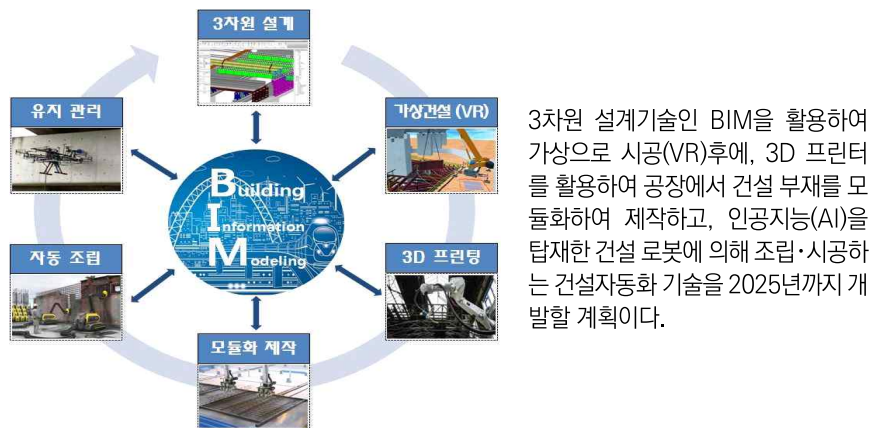 3차원 설계
유지 관리
가상건설 (VR)
Building
Information
Modeling
자동 조립
3D 프린팅
모듈화 제작
3차원 설계기술인 BIM을 활용하여
가상으로 시공(VR)후에, 3D 프린터
를 활용하여 공장에서 건설 부재를 모
듈화하여 제작하고, 인공지능(AI)을
탑재한 건설 로봇에 의해 조립·시공하
는 건설자동화 기술을 2025년까지 개
발할 계획이다.